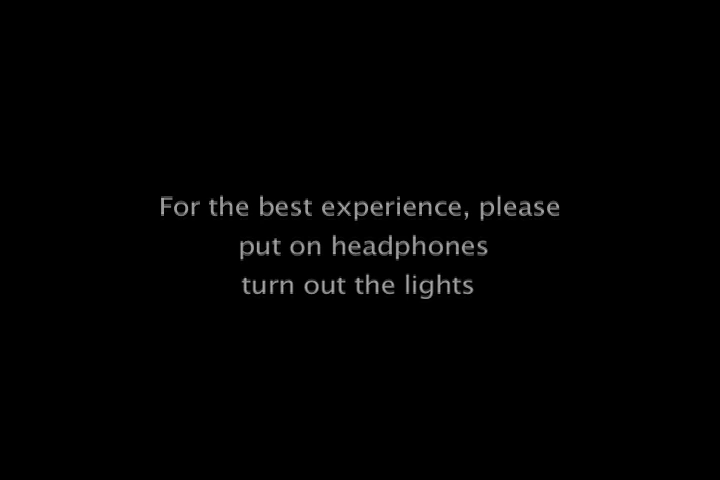 For the best experience, please
put on headphones
turn out the lights